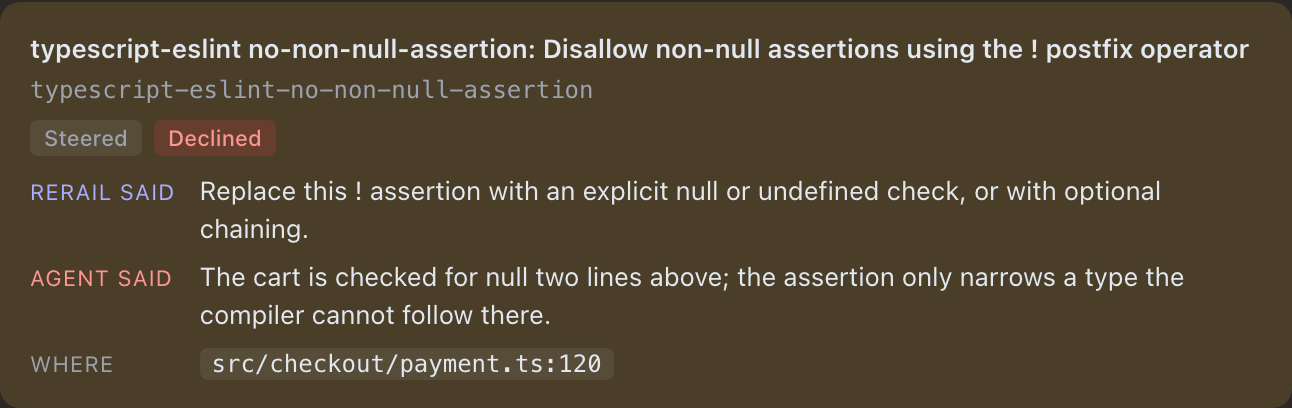 typescript-eslint no-non-null-assertion: Disallow non-null assertions using the ! postfix operator
typescript-eslint-no-non-null-assertion
Steered Declined
RERAIL SAID Replace this ! assertion with an explicit null or undefined check, or with optional
chaining.
AGENT SAID The cart is checked for null two lines above; the assertion only narrows a type the
compiler cannot follow there.
WHERE src/checkout/payment.ts:120